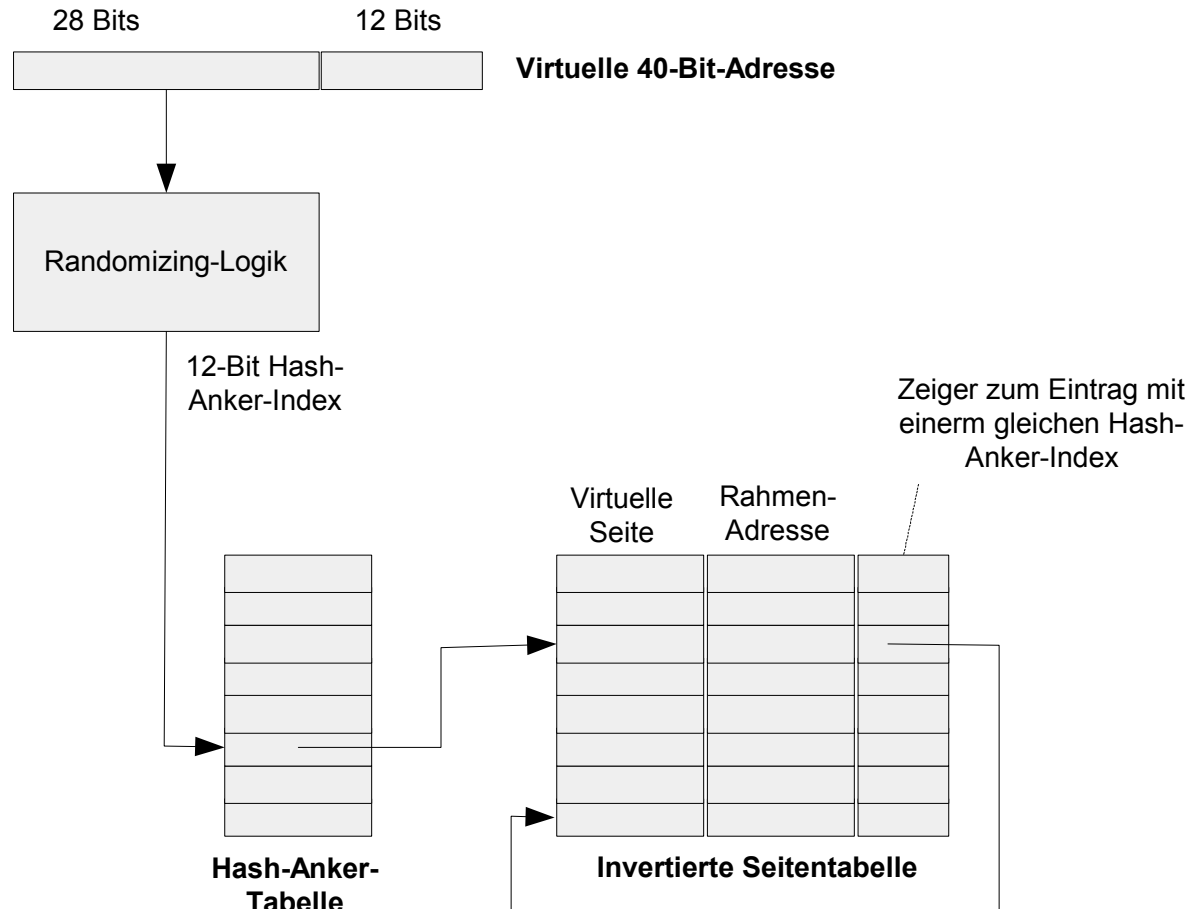 28 Bits
12 Bits
Virtuelle 40-Bit-Adresse
Randomizing-Logik
12-Bit Hash-
Anker-Index
Zeiger zum Eintrag mit
einerm gleichen Hash-
Anker-Index
Virtuelle
Seite
Rahmen-
Adresse
Hash-Anker-
Tabelle
Invertierte Seitentabelle